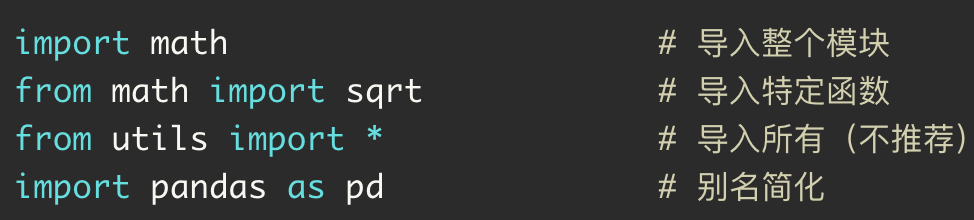 import math # 导入整个模块
from math import sqrt # 导入特定函数
from utils import * # 导入所有（不推荐）
import pandas as pd # 别名简化